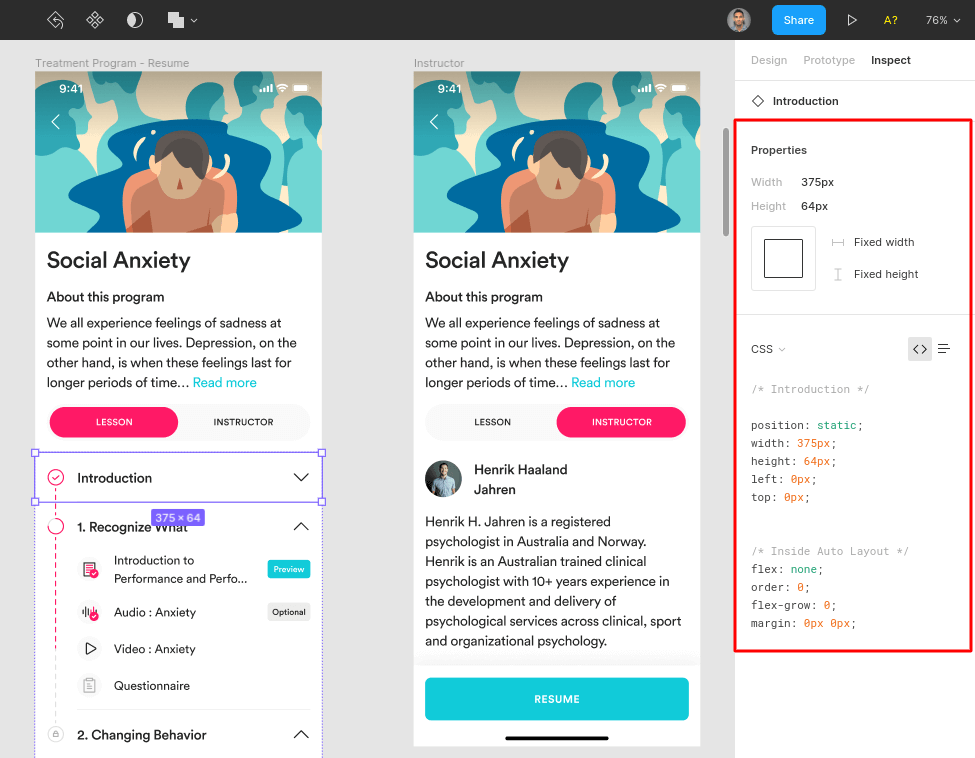 Share
A?
76%
Treatment Program - Resume
9:41
Social Anxiety
About this program
We all experience feelings of sadness at
some point in our lives. Depression, on the
other hand, is when these feelings last for
longer periods of time... Read more
LESSON
INSTRUCTOR
Introduction
375 × 64
1. Recognize What
Introduction to
Performance and Perfo...
Preview
Audio : Anxiety
Optional
Video : Anxiety
Questionnaire
2. Changing Behavior
Instructor
9:41
Social Anxiety
About this program
We all experience feelings of sadness at
some point in our lives. Depression, on the
other hand, is when these feelings last for
longer periods of time... Read more
LESSON
INSTRUCTOR
Henrik Haaland
Jahren
Henrik H. Jahren is a registered
psychologist in Australia and Norway.
Henrik is an Australian trained clinical
psychologist with 10+ years experience in
the development and delivery of
psychological services across clinical, sport
and organizational psychology.
RESUME
Design
Prototype
Inspect
Introduction
Properties
Width 375px
Height 64px
Fixed width
Fixed height
CSS
/* Introduction */
position: static;
width: 375px;
height: 64px;
left: 0px;
top: 0px;
/* Inside Auto Layout */
flex: none;
order: 0;
flex-grow: 0;
margin: 0px 0px;